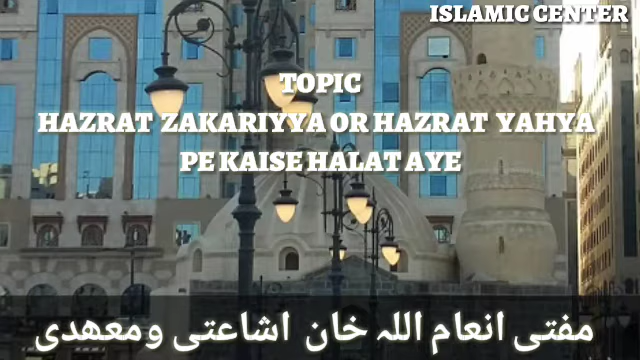 ISLAMIC CENTER
TOPIC
HAZRAT ZAKARIYYA OR HAZRAT YAHYA
PE KAISE HALAT AYE
مفتی انعام اللہ خان اشاعتی ومعھدی